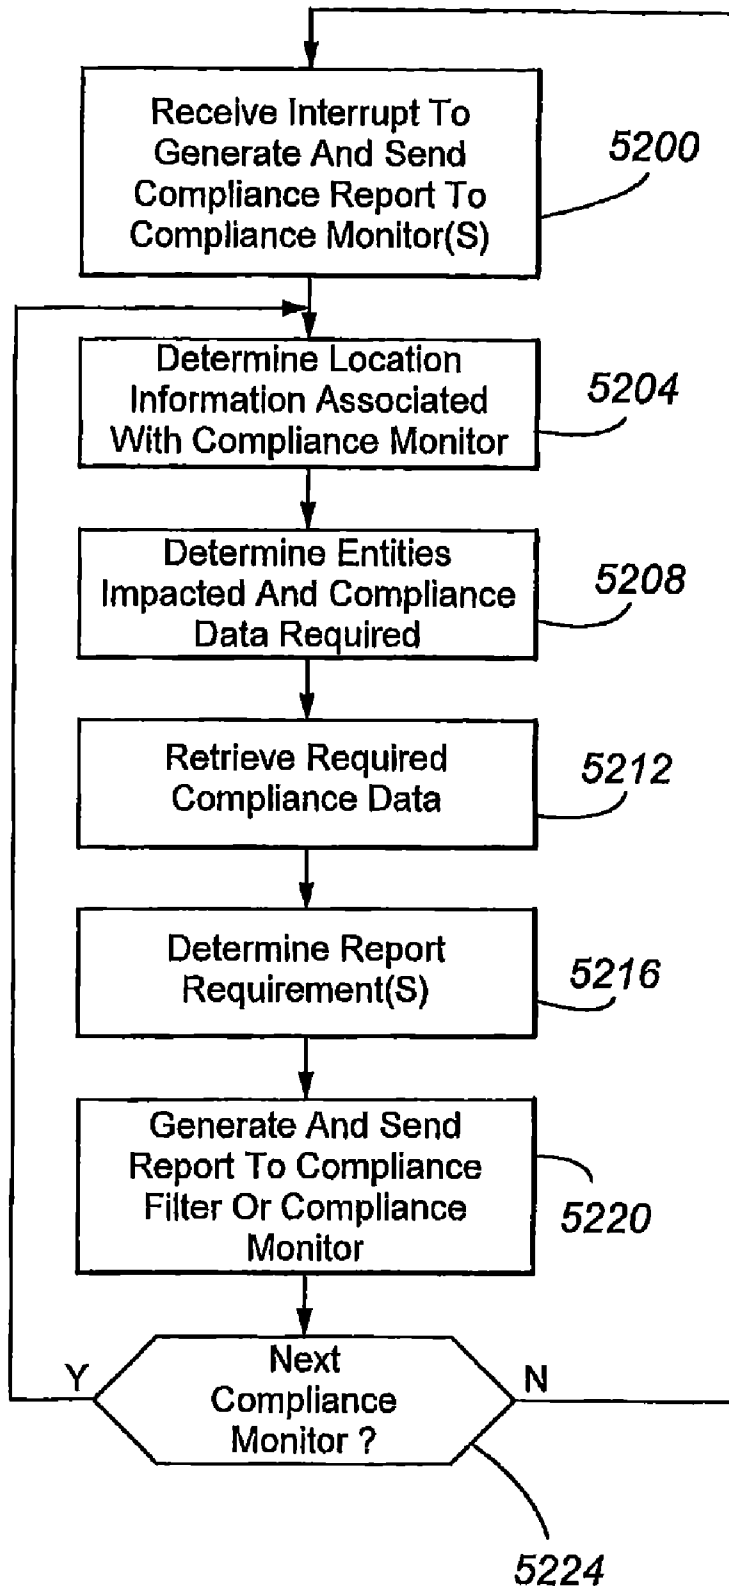 Receive Interrupt To
Generate And Send
Compliance Report To
Compliance Monitor(S)
5200
Determine Location
Information Associated
With Compliance Monitor
5204
Determine Entities
Impacted And Compliance
Data Required
5208
Retrieve Required
Compliance Data
5212
Determine Report
Requirement(S)
5216
Generate And Send
Report To Compliance
Filter Or Compliance
Monitor
5220
Y
Next
Compliance
Monitor ?
N
5224